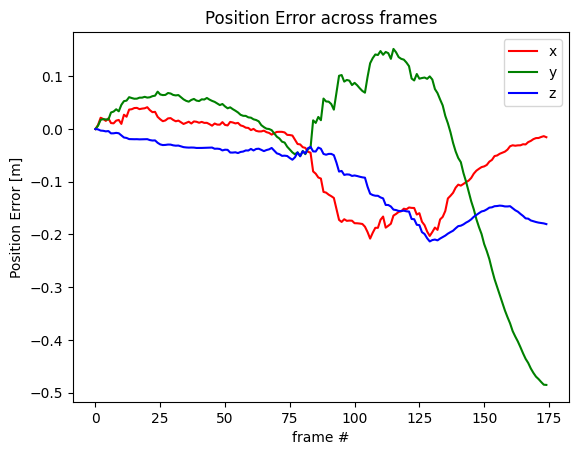 Position Error across frames
x
y
z
0.1
0.0
−0.1
−0.2
−0.3
−0.4
−0.5
Position Error [m]
0
25
50
75
100
125
150
175
frame #